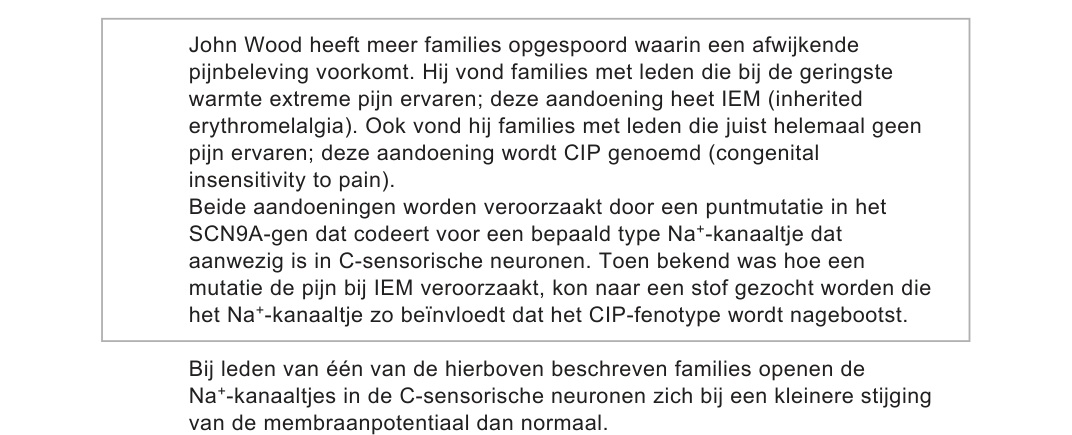 John Wood heeft meer families opgespoord waarin een afwijkende
pijnbeleving voorkomt. Hij vond families met leden die bij de geringste
warmte extreme pijn ervaren; deze aandoening heet IEM (inherited
erythromelalgia). Ook vond hij families met leden die juist helemaal geen
pijn ervaren; deze aandoening wordt CIP genoemd (congenital
insensitivity to pain).
Beide aandoeningen worden veroorzaakt door een puntmutatie in het
SCN9A-gen dat codeert voor een bepaald type Na⁺-kanaaltje dat
aanwezig is in C-sensorische neuronen. Toen bekend was hoe een
mutatie de pijn bij IEM veroorzaakt, kon naar een stof gezocht worden die
het Na⁺-kanaaltje zo beïnvloedt dat het CIP-fenotype wordt nagebootst.
Bij leden van één van de hierboven beschreven families openen de
Na⁺-kanaaltjes in de C-sensorische neuronen zich bij een kleinere stijging
van de membraanpotentiaal dan normaal.